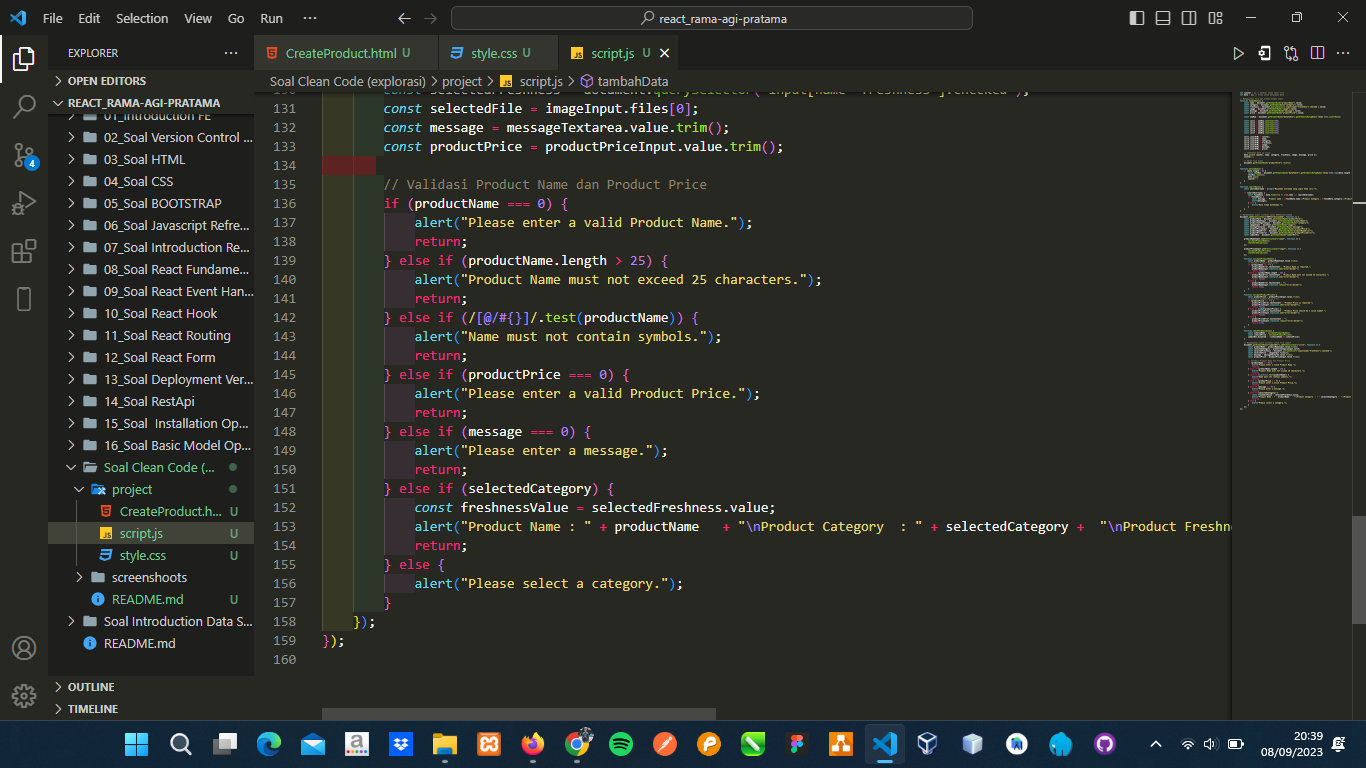 File Edit Selection View Go Run ··· react_rama-agi-pratama
EXPLORER ···
OPEN EDITORS
REACT_RAMA-AGI-PRATAMA
01_Introduction FE
02_Soal Version Control ...
03_Soal HTML
04_Soal CSS
05_Soal BOOTSTRAP
06_Soal Javascript Refre...
07_Soal Introduction Re...
08_Soal React Fundame...
09_Soal React Event Han...
10_Soal React Hook
11_Soal React Routing
12_Soal React Form
13_Soal Deployment Ver...
14_Soal RestApi
15_Soal  Installation Op...
16_Soal Basic Model Op...
Soal Clean Code (...
project
CreateProduct.h... U
script.js U
style.css U
screenshoots
README.md U
Soal Introduction Data S...
README.md
OUTLINE
TIMELINE
4
CreateProduct.html U style.css U script.js U
Soal Clean Code (explorasi) > project > script.js > tambahData
131 const selectedFile = imageInput.files[0];
132 const message = messageTextarea.value.trim();
133 const productPrice = productPriceInput.value.trim();
134
135 // Validasi Product Name dan Product Price
136 if (productName === 0) {
137 alert("Please enter a valid Product Name.");
138 return;
139 } else if (productName.length > 25) {
140 alert("Product Name must not exceed 25 characters.");
141 return;
142 } else if (/[@/#{}]/.test(productName)) {
143 alert("Name must not contain symbols.");
144 return;
145 } else if (productPrice === 0) {
146 alert("Please enter a valid Product Price.");
147 return;
148 } else if (message === 0) {
149 alert("Please enter a message.");
150 return;
151 } else if (selectedCategory) {
152 const freshnessValue = selectedFreshness.value;
153 alert("Product Name : " + productName   + "\nProduct Category  : " + selectedCategory +  "\nProduct Freshn
154 return;
155 } else {
156 alert("Please select a category.");
157 }
158 });
159 });
160
20:39
08/09/2023